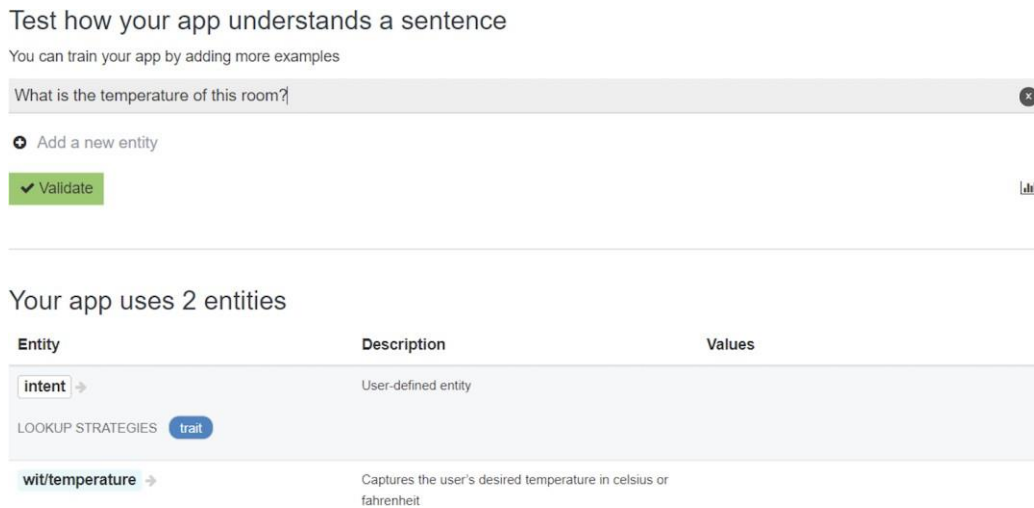 Test how your app understands a sentence
You can train your app by adding more examples
What is the temperature of this room?
x
Add a new entity
Validate
Your app uses 2 entities
Entity Description Values
intent User-defined entity
LOOKUP STRATEGIES trait
wit/temperature Captures the user's desired temperature in celsius or
fahrenheit